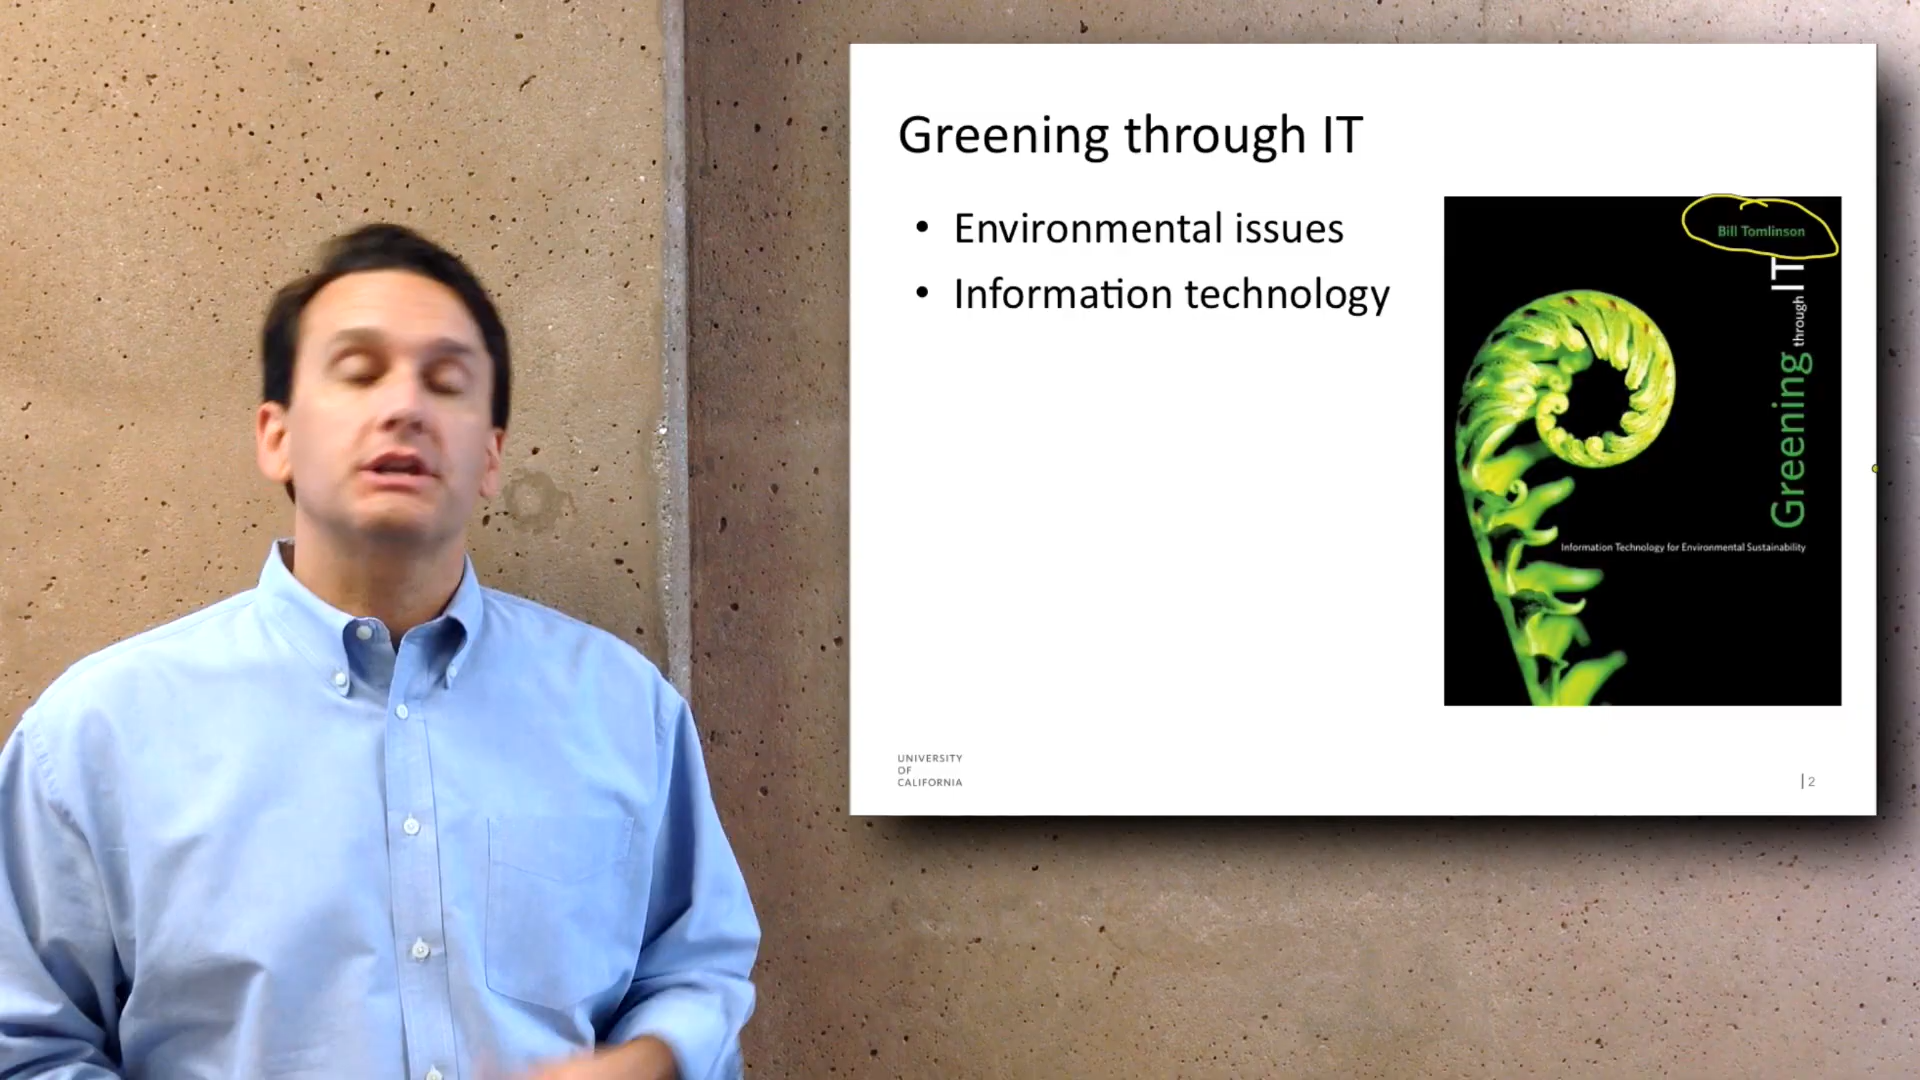 Greening through IT
• Environmental issues
• Information technology
Bill Tomlinson
Greening through IT
Information Technology for Environmental Sustainability
UNIVERSITY
OF
CALIFORNIA
| 2